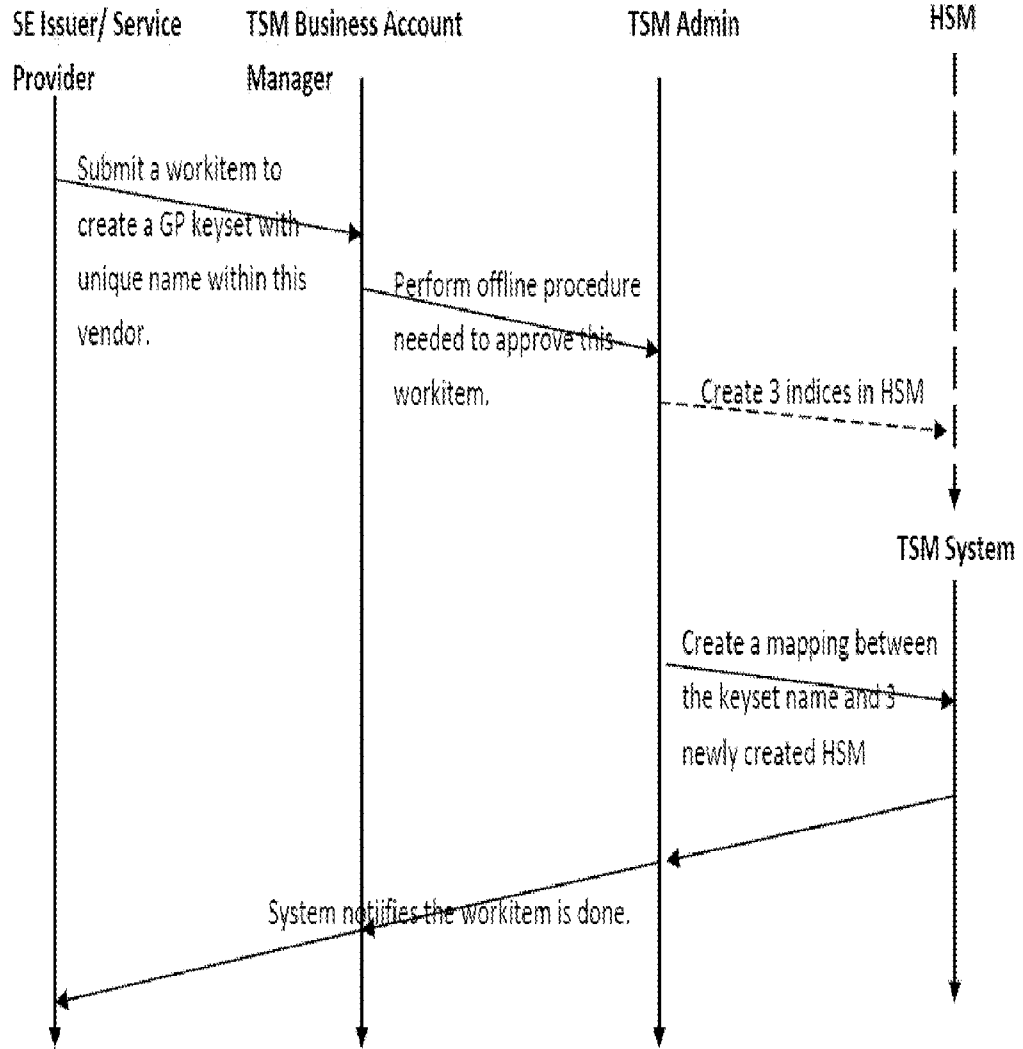 SE Issuer/ Service
Provider
TSM Business Account
Manager
TSM Admin
HSM
Submit a workitem to
create a GP keyset with
unique name within this
vendor.
Perform offline procedure
needed to approve this
workitem.
Create 3 indices in HSM
TSM System
Create a mapping between
the keyset name and 3
newly created HSM
System notiifies the workitem is done.